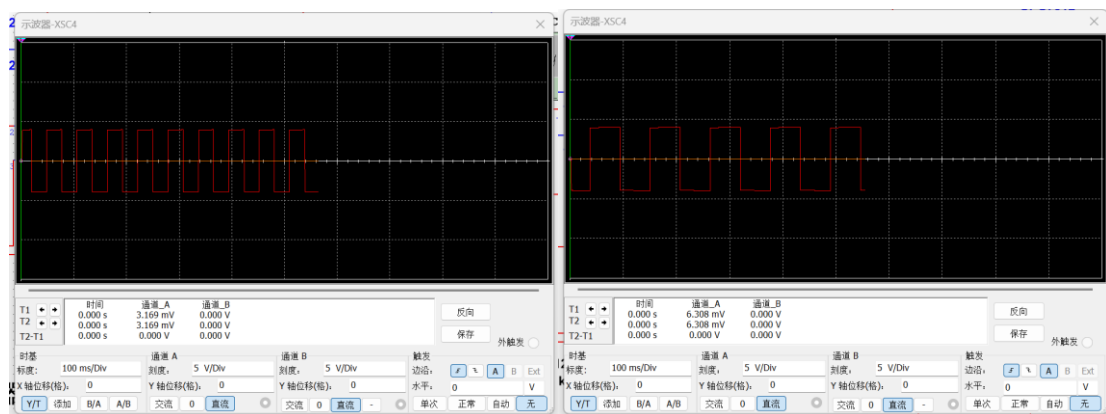 示波器-XSC4
时间 通道_A 通道_B
T1 0.000 s 3.169 mV 0.000 V
T2 0.000 s 3.169 mV 0.000 V
T2-T1 0.000 s 0.000 V 0.000 V
反向
保存
外触发
时基
标度: 100 ms/Div
X 轴位移(格): 0
Y/T 添加 B/A A/B
通道 A
刻度: 5 V/Div
Y 轴位移(格): 0
交流 0 直流
通道 B
刻度: 5 V/Div
Y 轴位移(格): 0
交流 0 直流 -
触发
边沿: A B Ext
水平: 0 V
单次 正常 自动 无
示波器-XSC4
时间 通道_A 通道_B
T1 0.000 s 6.308 mV 0.000 V
T2 0.000 s 6.308 mV 0.000 V
T2-T1 0.000 s 0.000 V 0.000 V
反向
保存
外触发
时基
标度: 100 ms/Div
X 轴位移(格): 0
Y/T 添加 B/A A/B
通道 A
刻度: 5 V/Div
Y 轴位移(格): 0
交流 0 直流
通道 B
刻度: 5 V/Div
Y 轴位移(格): 0
交流 0 直流 -
触发
边沿: A B Ext
水平: 0 V
单次 正常 自动 无